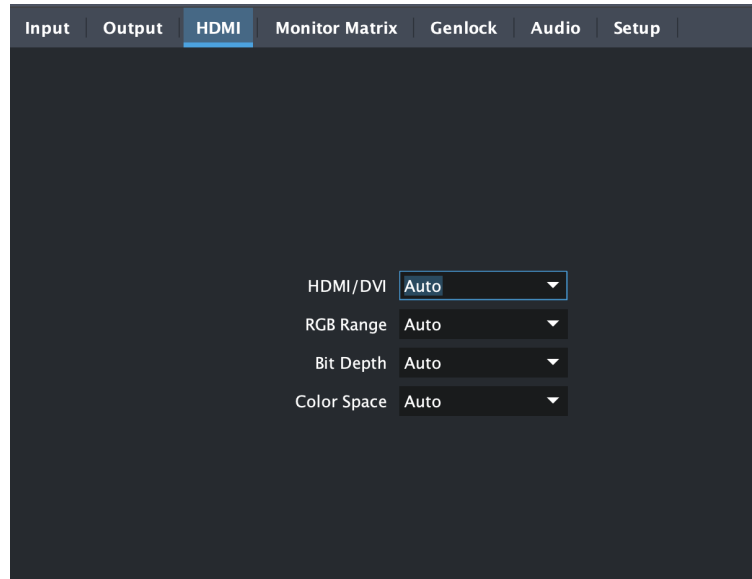 Input Output HDMI Monitor Matrix Genlock Audio Setup
HDMI/DVI Auto
RGB Range Auto
Bit Depth Auto
Color Space Auto